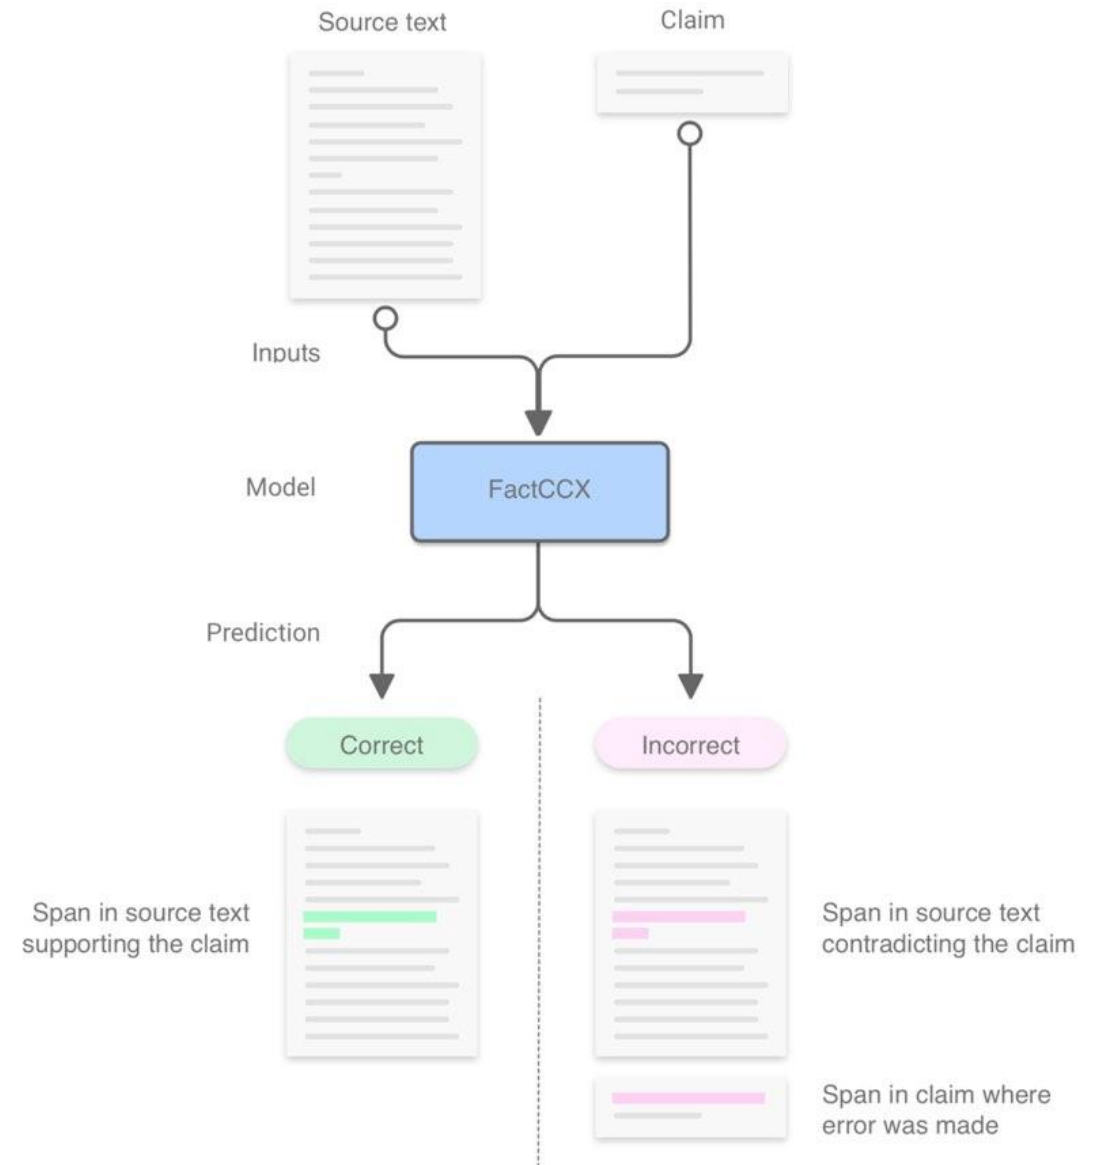 Source text
Claim
Inputs
Model
FactCCX
Prediction
Correct
Incorrect
Span in source text
supporting the claim
Span in source text
contradicting the claim
Span in claim where
error was made